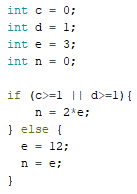 int c = 0;
int d = 1;
int e = 3;
int n = 0;

if (c>=1 || d>=1){
    n = 2*e;
} else {
  e = 12;
  n = e;
}